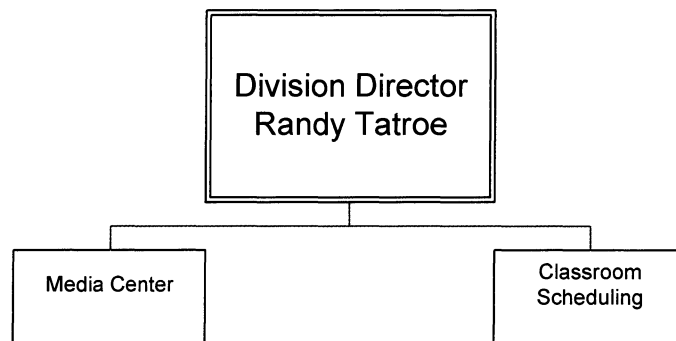 Division Director
Randy Tatroe
Media Center
Classroom
Scheduling